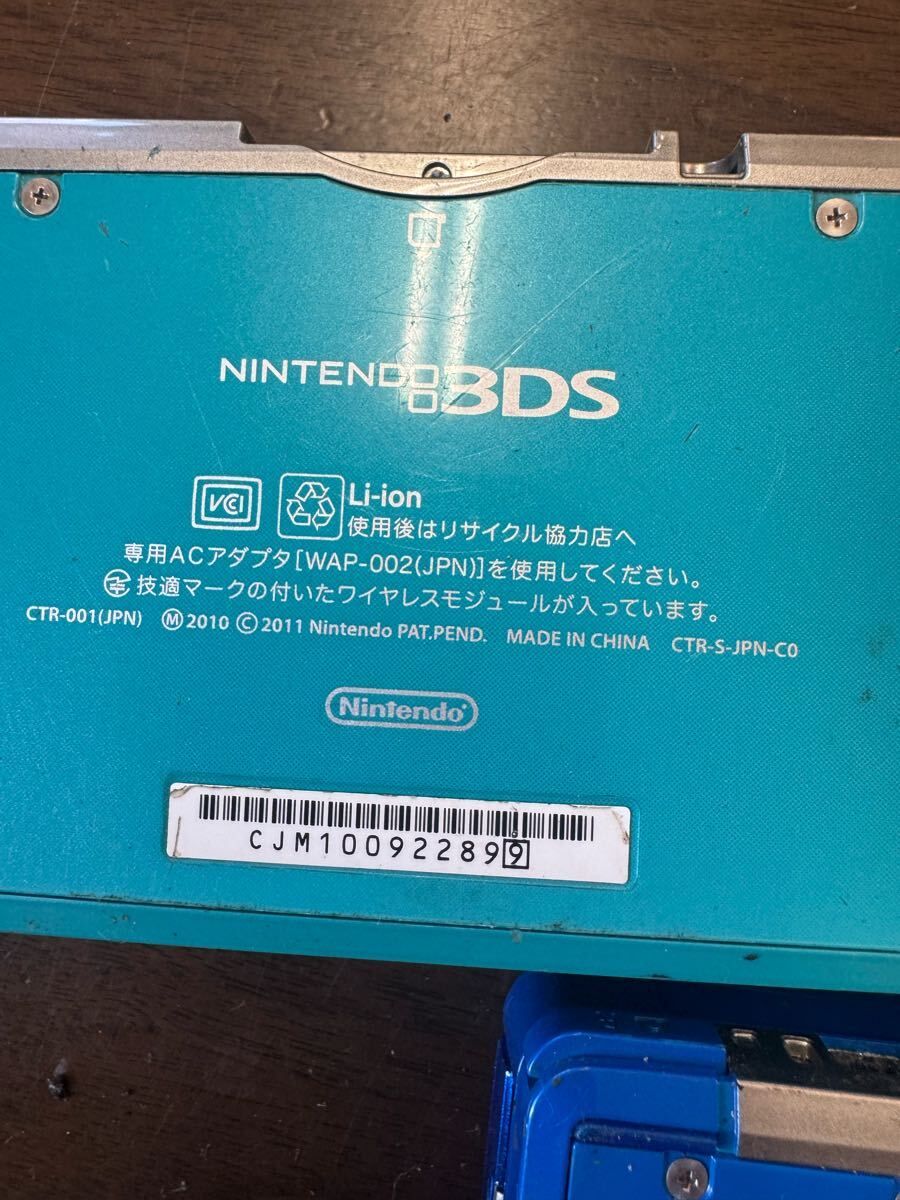 NINTENDO 3DS
VCCI
Li-ion
使用後はリサイクル協力店へ
専用ACアダプタ[WAP-002(JPN)]を使用してください。
技適マークの付いたワイヤレスモジュールが入っています。
CTR-001(JPN) Ⓜ2010 ©2011 Nintendo PAT.PEND. MADE IN CHINA CTR-S-JPN-C0
Nintendo
CJM100922899